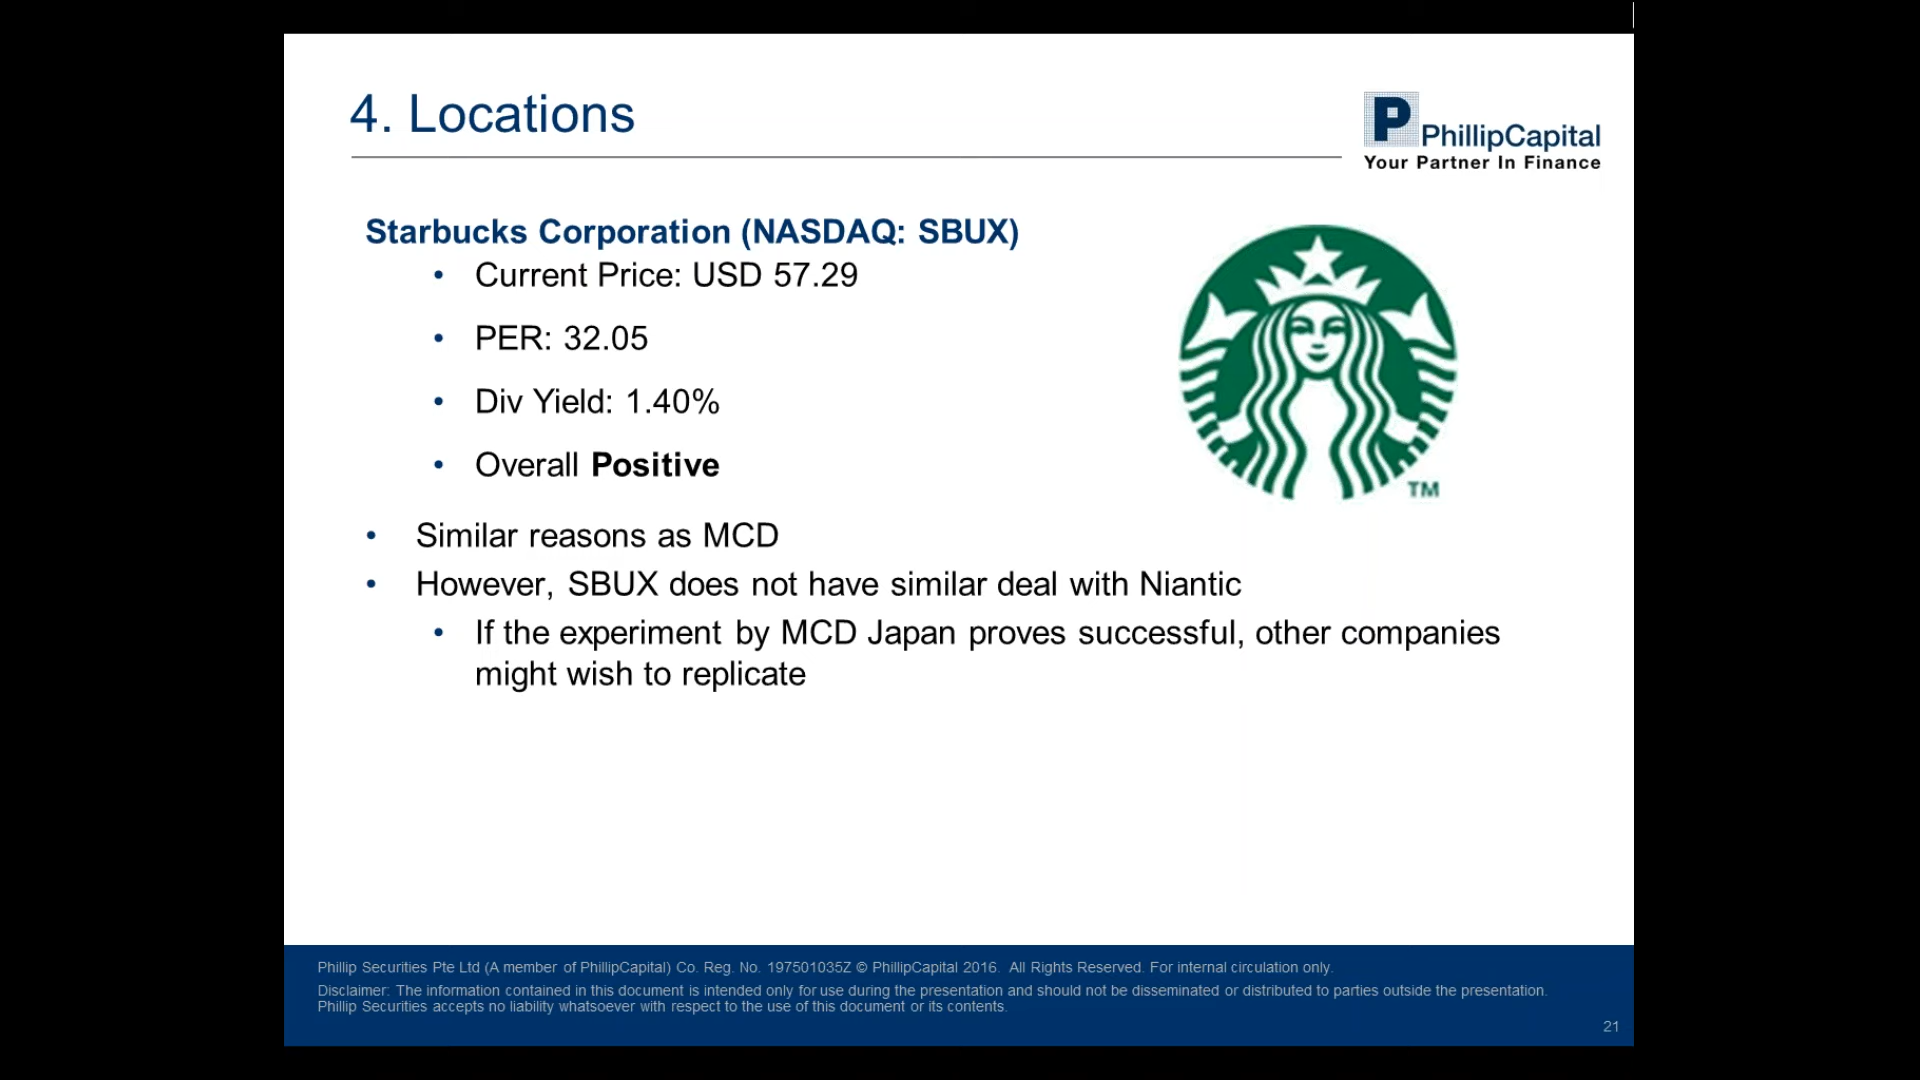 4. Locations
P PhillipCapital
Your Partner In Finance
Starbucks Corporation (NASDAQ: SBUX)
• Current Price: USD 57.29
• PER: 32.05
• Div Yield: 1.40%
• Overall Positive
TM
• Similar reasons as MCD
• However, SBUX does not have similar deal with Niantic
• If the experiment by MCD Japan proves successful, other companies
might wish to replicate
Phillip Securities Pte Ltd (A member of PhillipCapital) Co. Reg. No. 197501035Z © PhillipCapital 2016. All Rights Reserved. For internal circulation only.
Disclaimer: The information contained in this document is intended only for use during the presentation and should not be disseminated or distributed to parties outside the presentation.
Phillip Securities accepts no liability whatsoever with respect to the use of this document or its contents.
21